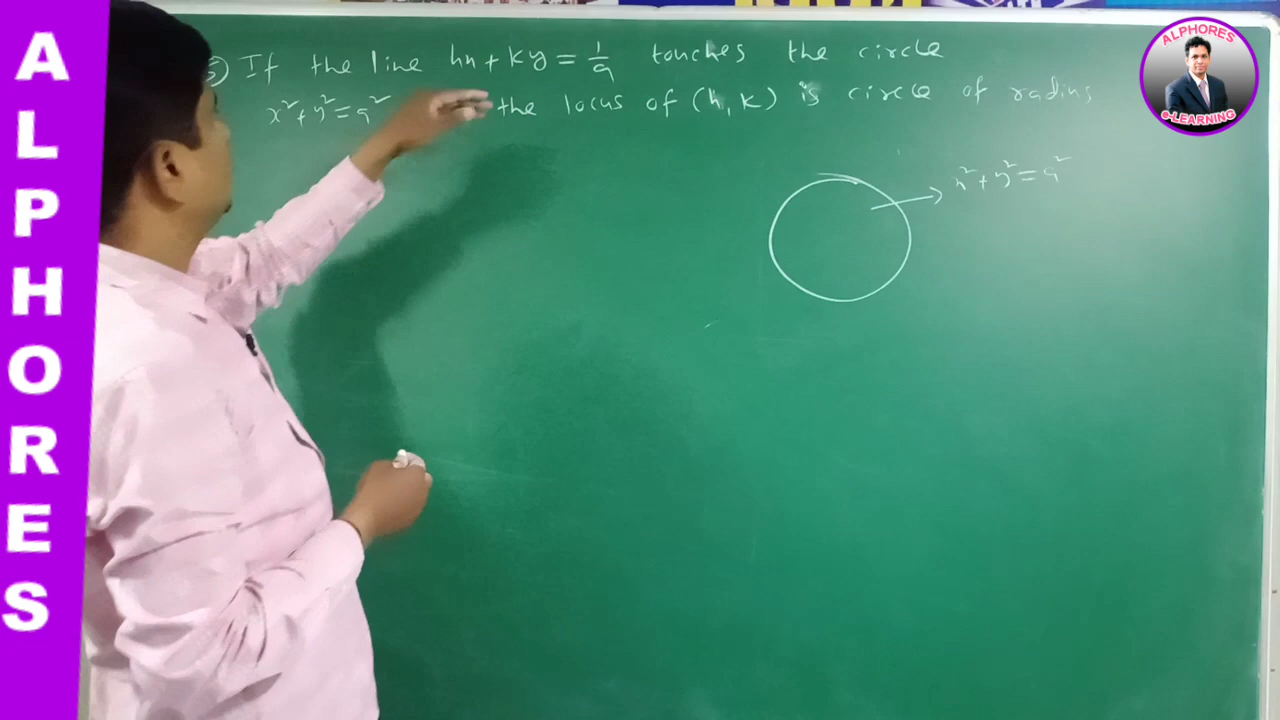 ALPHORES
ALPHORES
e-LEARNING
5) If the line hx + ky = 1/a touches the circle
x² + y² = a² the locus of (h, k) is circle of radius
x² + y² = a²